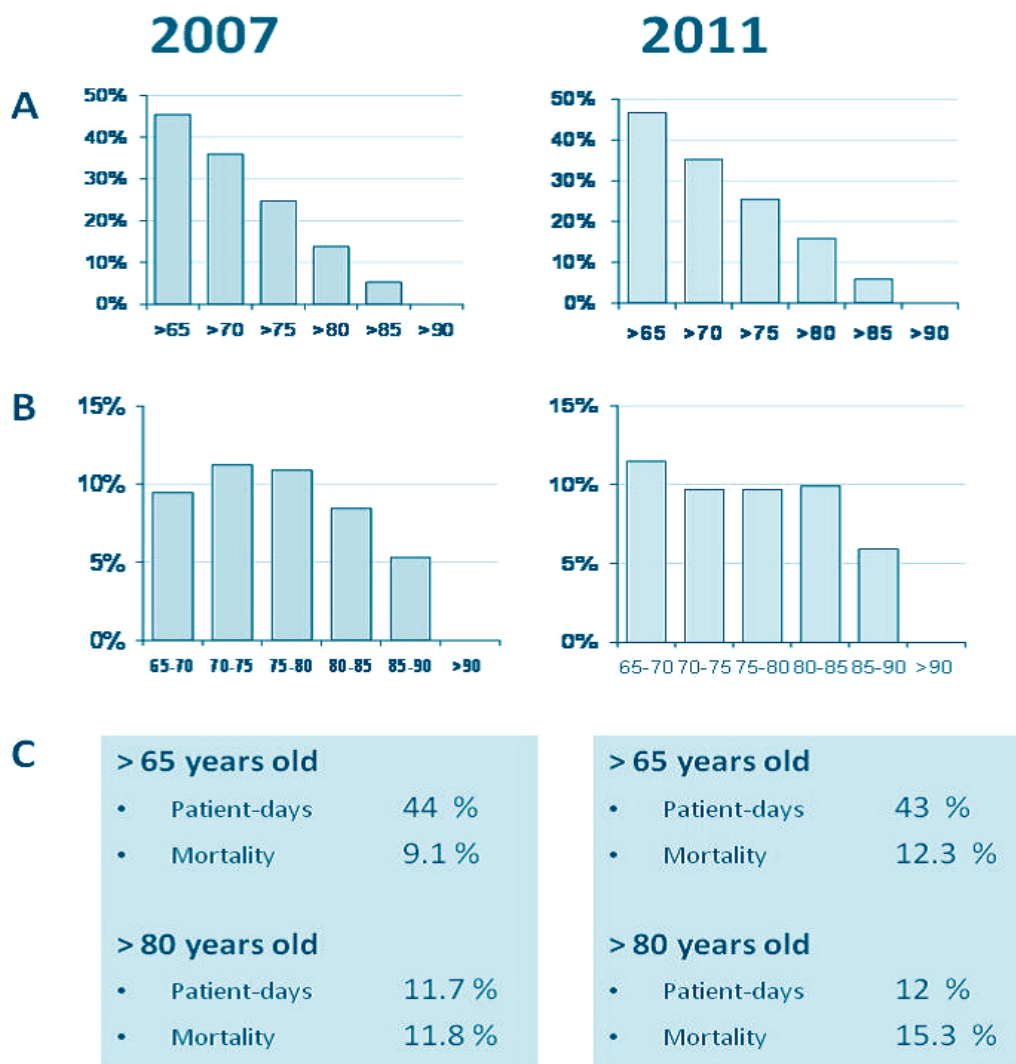 2007 2011
A
50% 50%
40% 40%
30% 30%
20% 20%
10% 10%
0% 0%
>65 >70 >75 >80 >85 >90 >65 >70 >75 >80 >85 >90
B
15% 15%
10% 10%
5% 5%
0% 0%
65-70 70-75 75-80 80-85 85-90 >90 65-70 70-75 75-80 80-85 85-90 >90
C
> 65 years old > 65 years old
• Patient-days 44 % • Patient-days 43 %
• Mortality 9.1 % • Mortality 12.3 %
> 80 years old > 80 years old
• Patient-days 11.7 % • Patient-days 12 %
• Mortality 11.8 % • Mortality 15.3 %